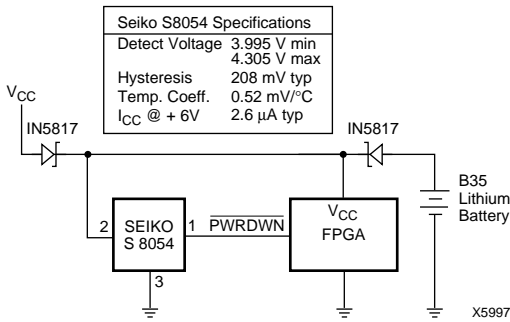 Seiko S8054 Specifications
Detect Voltage 3.995 V min
4.305 V max
Hysteresis 208 mV typ
Temp. Coeff. 0.52 mV/°C
ICC @ + 6V 2.6 µA typ
VCC
IN5817
IN5817
B35
Lithium
Battery
2
SEIKO
S 8054
1
PWRDWN
VCC
FPGA
3
X5997